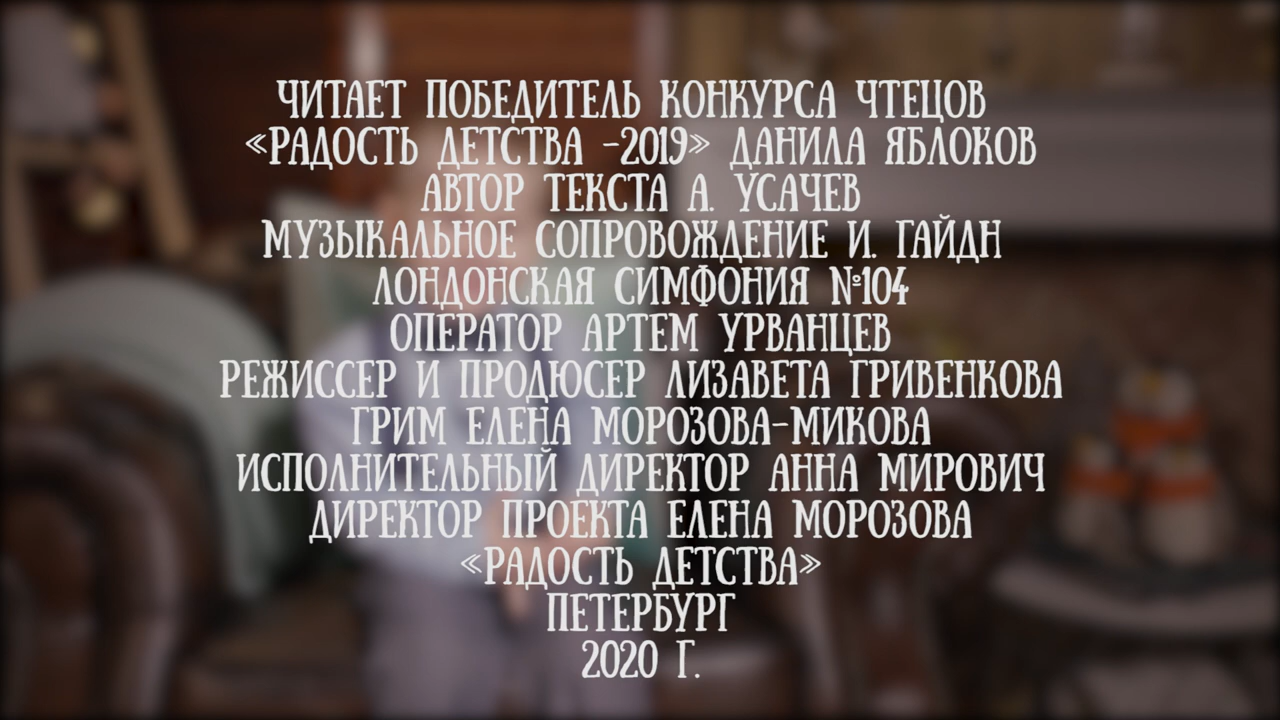 ЧИТАЕТ ПОБЕДИТЕЛЬ КОНКУРСА ЧТЕЦОВ
«РАДОСТЬ ДЕТСТВА -2019» ДАНИЛА ЯБЛОКОВ
АВТОР ТЕКСТА А. УСАЧЕВ
МУЗЫКАЛЬНОЕ СОПРОВОЖДЕНИЕ И. ГАЙДН
ЛОНДОНСКАЯ СИМФОНИЯ №104
ОПЕРАТОР АРТЕМ УРВАНЦЕВ
РЕЖИССЕР И ПРОДЮСЕР ЛИЗАВЕТА ГРИВЕНКОВА
ГРИМ ЕЛЕНА МОРОЗОВА-МИКОВА
ИСПОЛНИТЕЛЬНЫЙ ДИРЕКТОР АННА МИРОВИЧ
ДИРЕКТОР ПРОЕКТА ЕЛЕНА МОРОЗОВА
«РАДОСТЬ ДЕТСТВА»
ПЕТЕРБУРГ
2020 Г.